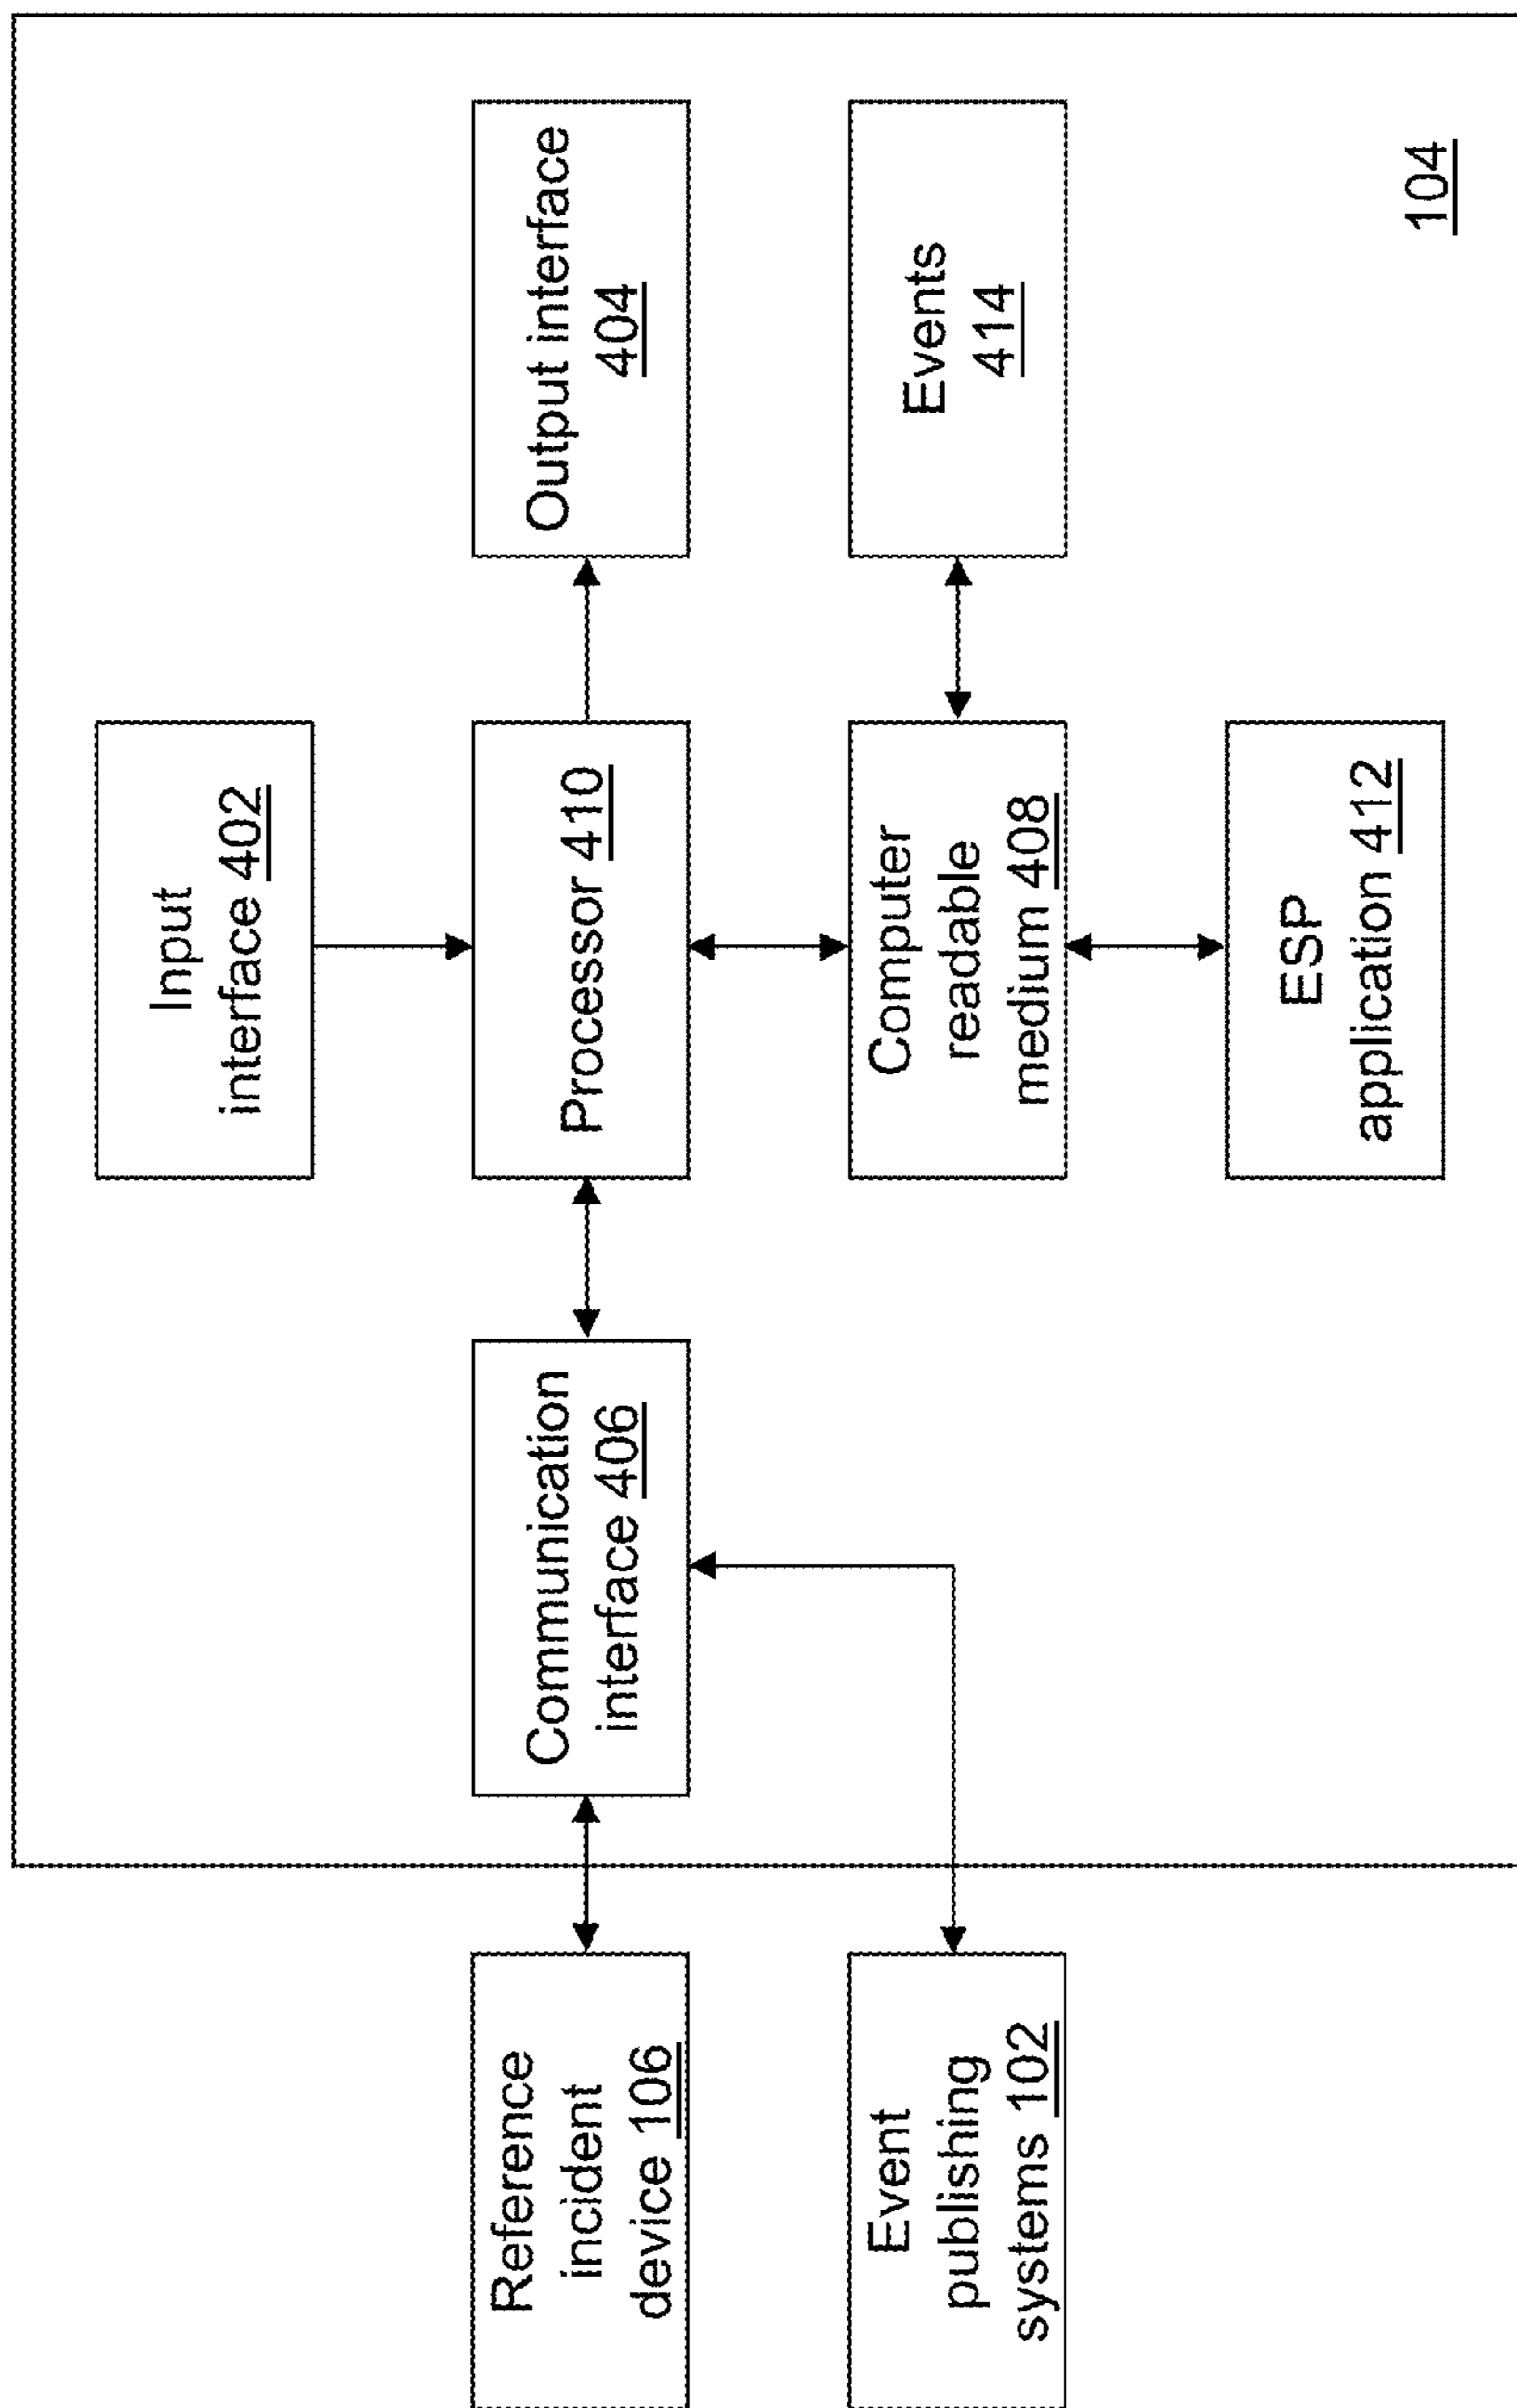 Input
interface 402
Reference
incident
device 106
Communication
interface 406
Processor 410
Output interface
404
Event
publishing
systems 102
Computer
readable
medium 408
Events
414
ESP
application 412
104